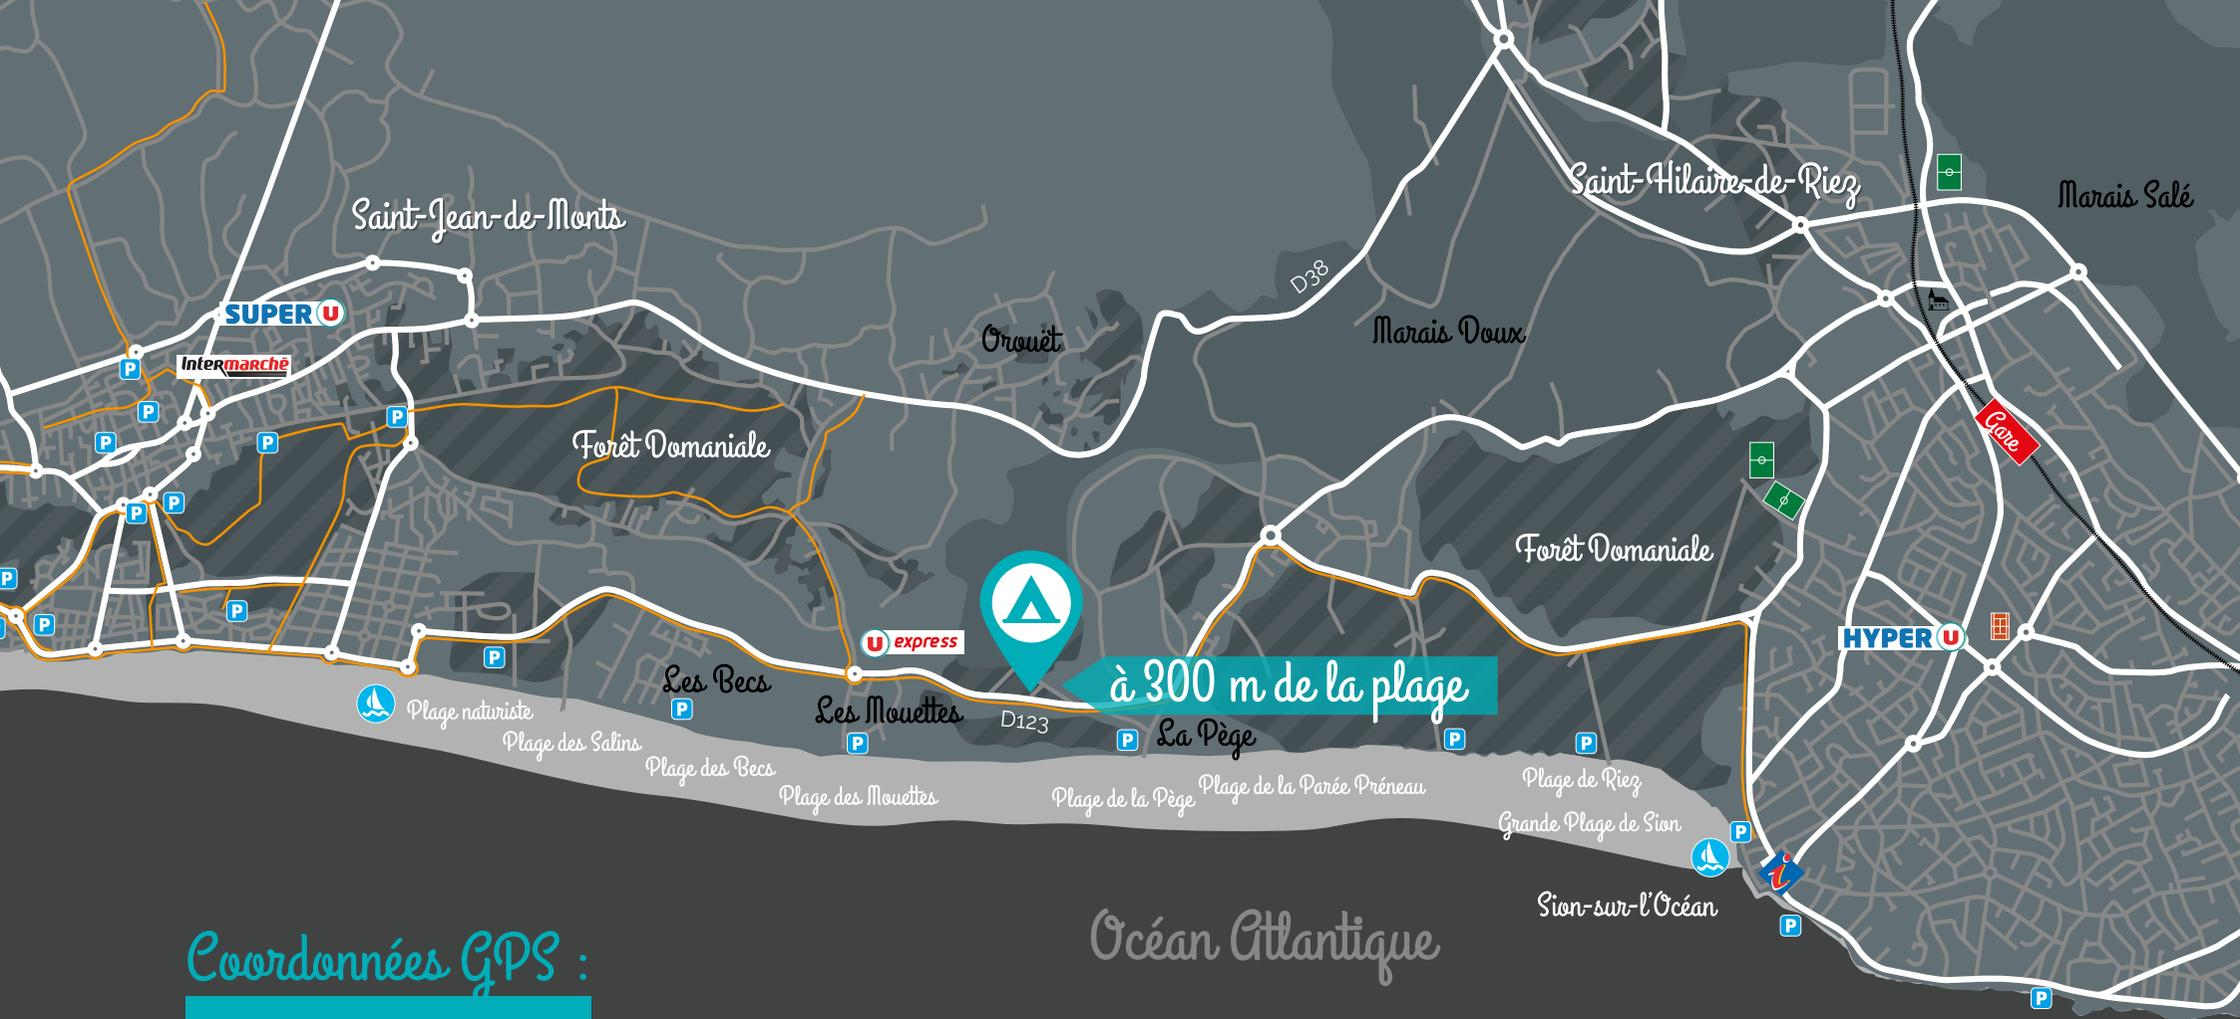 Saint-Jean-de-Monts
Saint-Hilaire-de-Riez
Marais Salé
D38
SUPER U
Orouët
Marais Doux
Intermarché
P
P
P
P
P
Forêt Domaniale
Gare
P
P
Forêt Domaniale
P
P
P
HYPER U
U express
P
à 300 m de la plage
Les Becs
P
Les Mouettes
D123
Plage naturiste
La Pège
P
P
P
P
Plage des Salins
Plage des Becs
Plage des Mouettes
Plage de la Pège
Plage de la Parée Préneau
Plage de Riez
Grande Plage de Sion
P
i
Sion-sur-l'Océan
P
Océan Atlantique
Coordonnées GPS :
P